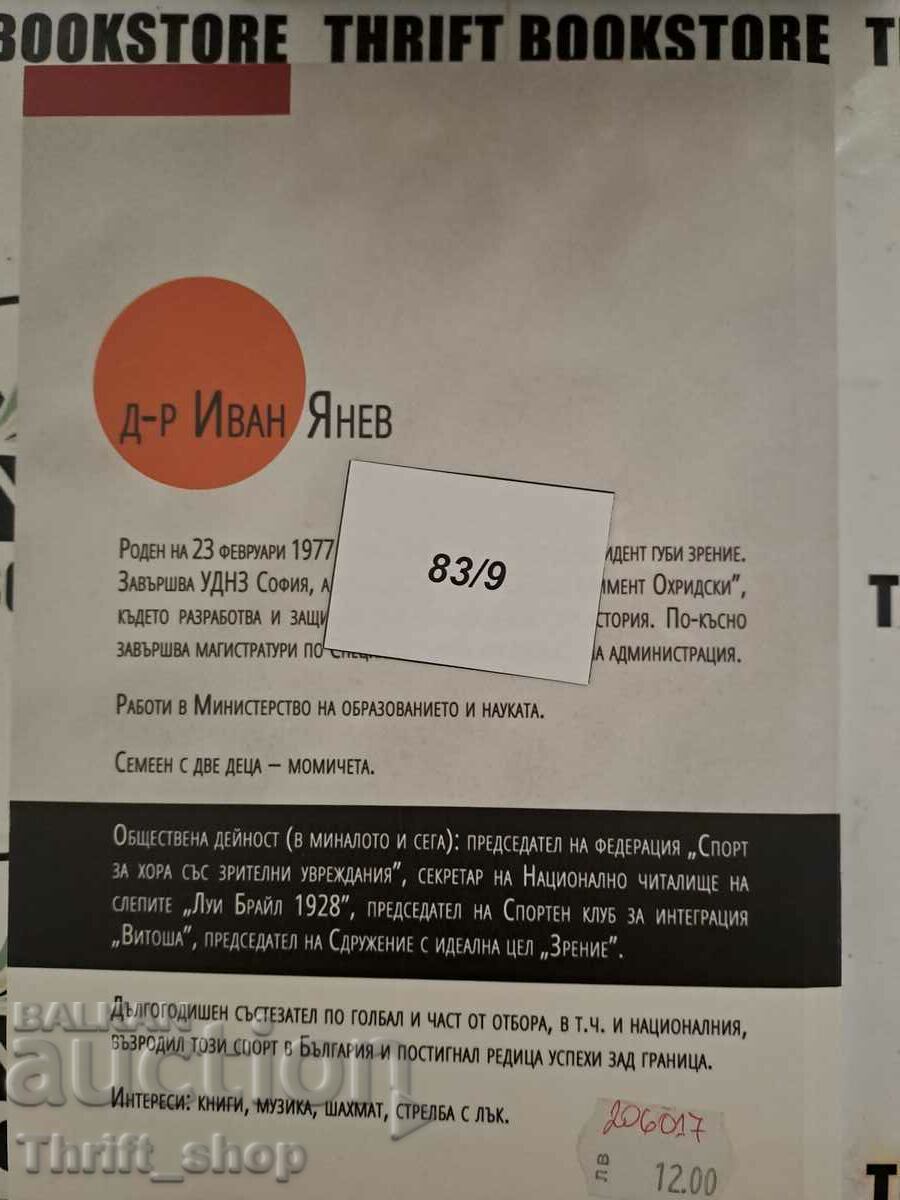 BOOKSTORE THRIFT BOOKSTORE
д-р Иван Янев
83/9
Роден на 23 февруари 1977 идент губи зрение.
Завършва УДНЗ София, а имент Охридски”,
където разработва и защи стория. По-късно
завършва магистратури по специ на администрация.
Работи в Министерство на образованието и науката.
Семеен с две деца – момичета.
Обществена дейност (в миналото и сега): председател на федерация „Спорт
за хора със зрителни увреждания”, секретар на Национално читалище на
слепите „Луи Брайл 1928”, председател на Спортен клуб за интеграция
„Витоша”, председател на Сдружение с идеална цел „Зрение”.
Дългогодишен състезател по голбал и част от отбора, в т.ч. и националния,
възродил този спорт в България и постигнал редица успехи зад граница.
Интереси: книги, музика, шахмат, стрелба с лък.
BALKAN
auction
Thrift_shop
206017
лв 12.00